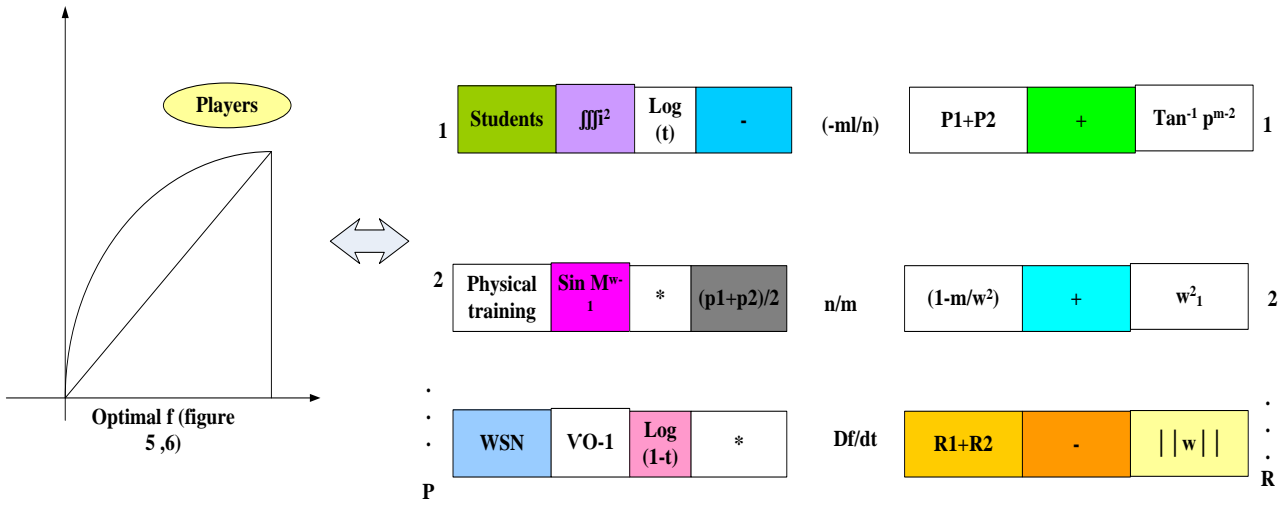 Players
Optimal f (figure
5 ,6)
1
Students
∫∫∫i²
Log
(t)
-
(-ml/n)
P1+P2
+
Tan⁻¹ pᵐ⁻²
1
2
Physical
training
Sin Mʷ⁻
¹
*
(p1+p2)/2
n/m
(1-m/w²)
+
w²₁
2
.
.
.
P
WSN
VO-1
Log
(1-t)
*
Df/dt
R1+R2
-
||w||
.
.
.
R